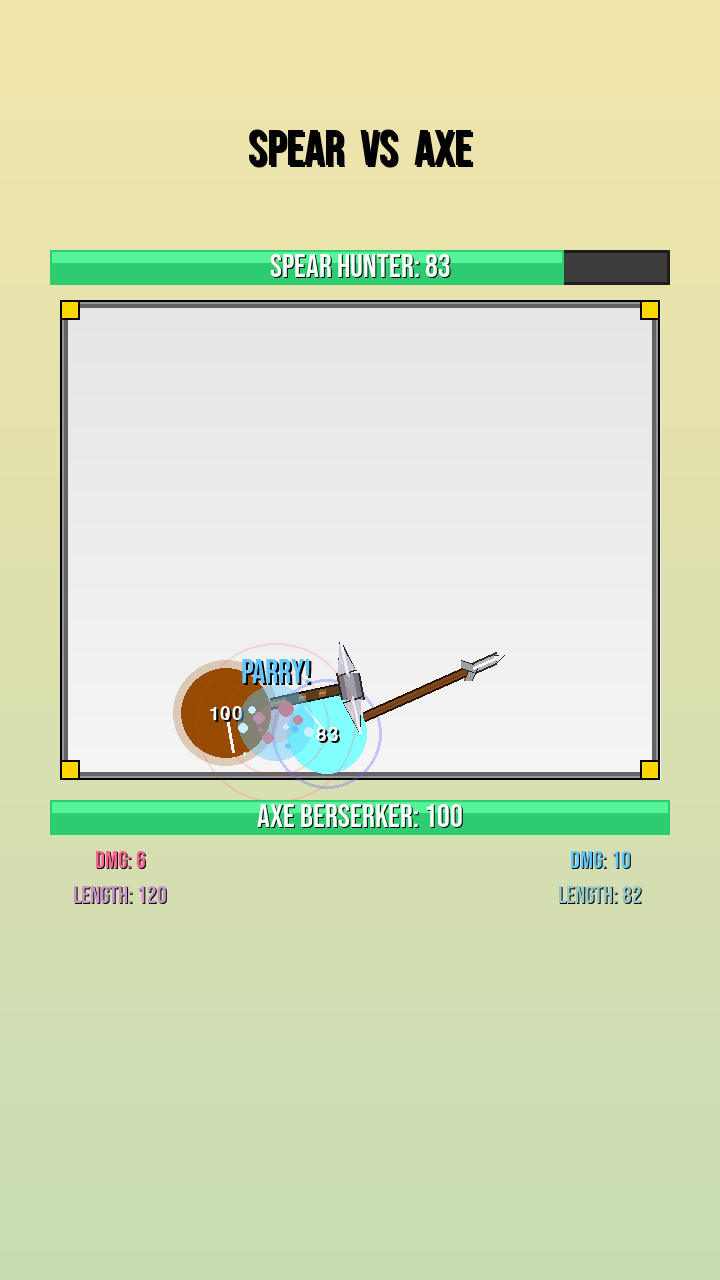 SPEAR VS AXE
SPEAR HUNTER: 83
PARRY!
100
83
AXE BERSERKER: 100
DMG: 6
DMG: 10
LENGTH: 120
LENGTH: 82